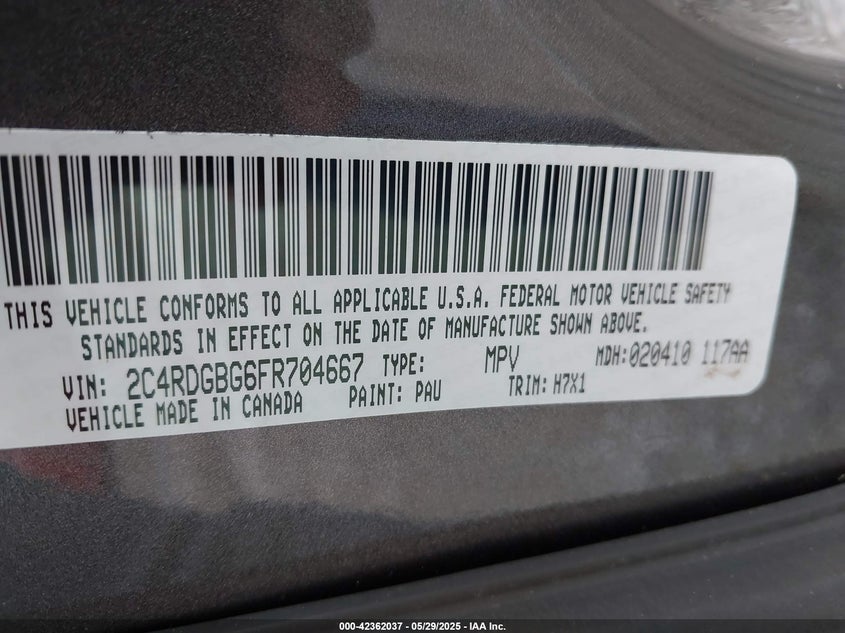 THIS VEHICLE CONFORMS TO ALL APPLICABLE U.S.A. FEDERAL MOTOR VEHICLE SAFETY
STANDARDS IN EFFECT ON THE DATE OF MANUFACTURE SHOWN ABOVE.
VIN: 2C4RDGBG6FR704667 TYPE: MPV MDH:020410 117AA
VEHICLE MADE IN CANADA PAINT: PAU TRIM: H7X1
000-42362037 - 05/29/2025 - IAA Inc.